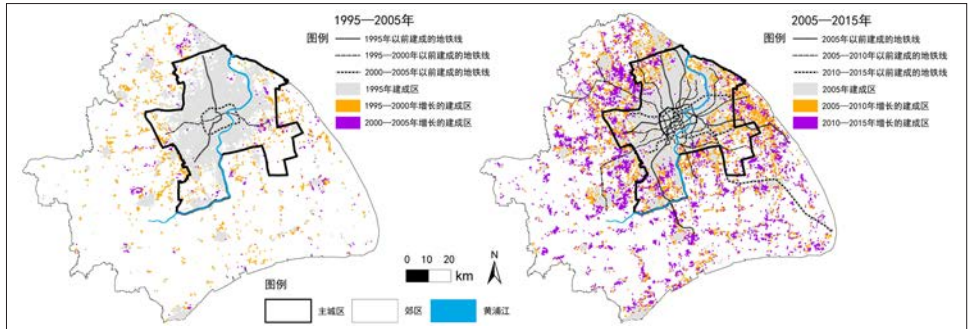 1995—2005年
图例
1995年以前建成的地铁线
1995—2000年以前建成的地铁线
2000—2005年以前建成的地铁线
1995年建成区
1995—2000年增长的建成区
2000—2005年增长的建成区
2005—2015年
图例
2005年以前建成的地铁线
2005—2010年以前建成的地铁线
2010—2015年以前建成的地铁线
2005年建成区
2005—2010年增长的建成区
2010—2015年增长的建成区
0 10 20
km
N
图例
主城区
郊区
黄浦江